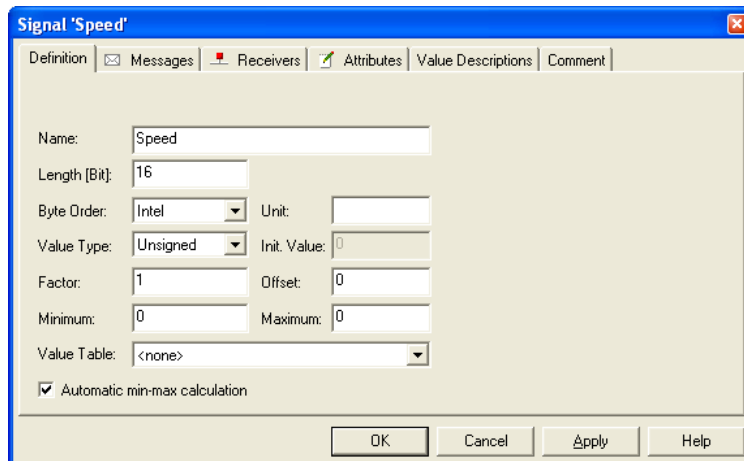 Signal 'Speed'
Definition Messages Receivers Attributes Value Descriptions Comment
Name: Speed
Length [Bit]: 16
Byte Order: Intel Unit:
Value Type: Unsigned Init. Value: 0
Factor: 1 Offset: 0
Minimum: 0 Maximum: 0
Value Table: <none>
Automatic min-max calculation
OK Cancel Apply Help